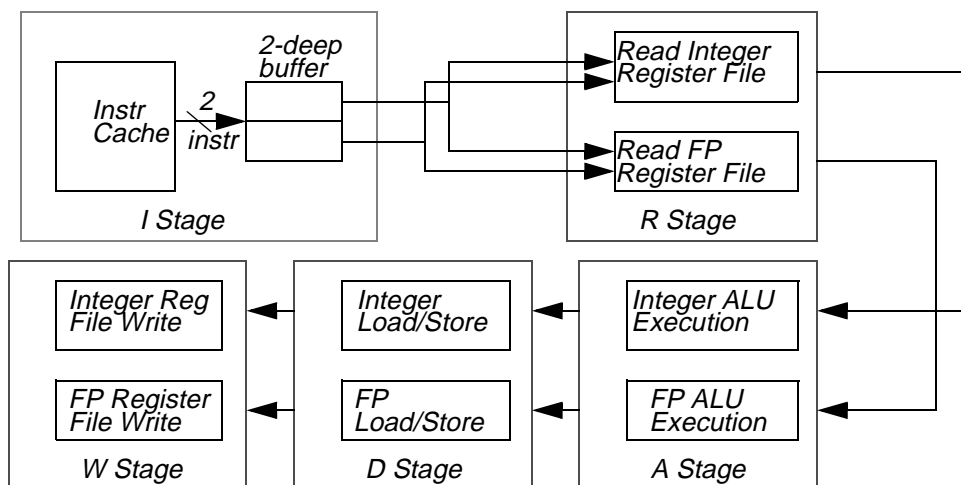 2-deep
buffer
Instr
Cache
2
instr
I Stage
Read Integer
Register File
Read FP
Register File
R Stage
Integer Reg
File Write
FP Register
File Write
W Stage
Integer
Load/Store
FP
Load/Store
D Stage
Integer ALU
Execution
FP ALU
Execution
A Stage